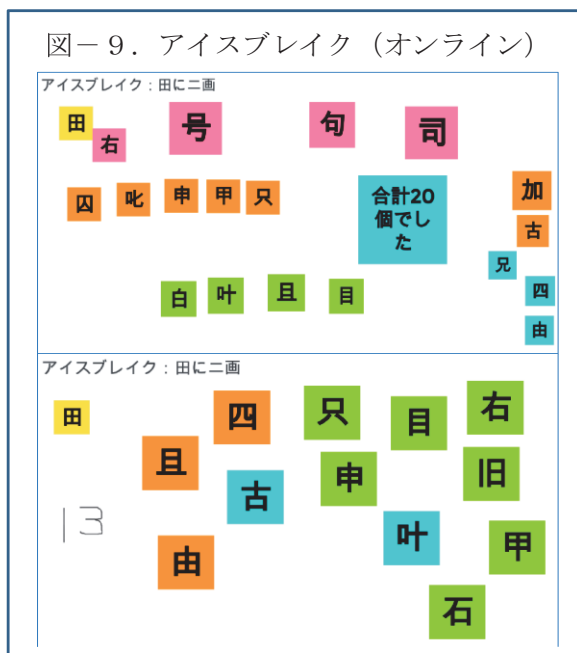 図－9．アイスブレイク（オンライン）
アイスブレイク：田に二画
田
右
号
句
司
囚
叱
申
甲
只
合計20
個でし
た
加
古
兄
四
由
白
叶
且
目
アイスブレイク：田に二画
田
四
只
目
右
且
古
申
旧
13
由
叶
甲
石